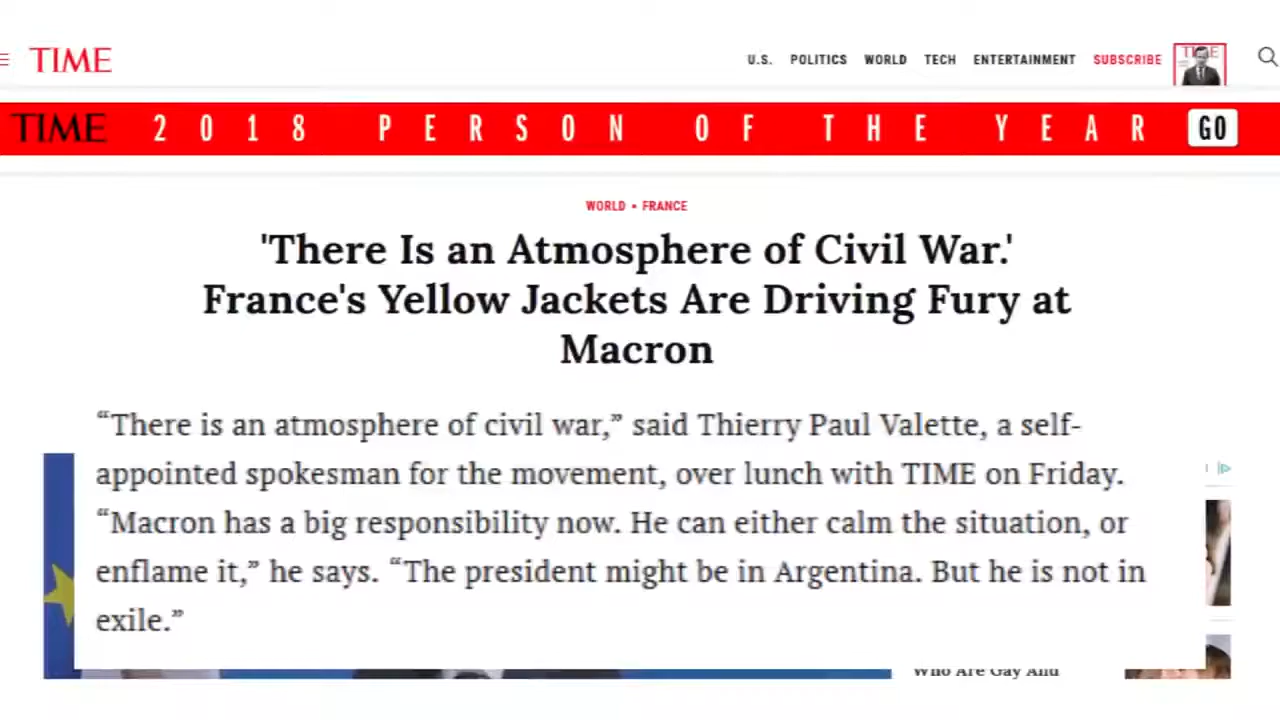 TIME
U.S. POLITICS WORLD TECH ENTERTAINMENT SUBSCRIBE
TIME
TIME 2018 PERSON OF THE YEAR GO
WORLD • FRANCE
'There Is an Atmosphere of Civil War.'
France's Yellow Jackets Are Driving Fury at
Macron
“There is an atmosphere of civil war,” said Thierry Paul Valette, a self-
appointed spokesman for the movement, over lunch with TIME on Friday.
“Macron has a big responsibility now. He can either calm the situation, or
enflame it,” he says. “The president might be in Argentina. But he is not in
exile.”
Who Are Gay And